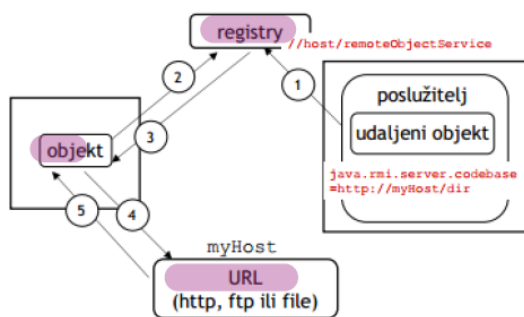 registry
//host/remoteObjectService
2
1
3
poslužitelj
udaljeni objekt
objekt
java.rmi.server.codebase
=http://myHost/dir
5
4
myHost
URL
(http, ftp ili file)